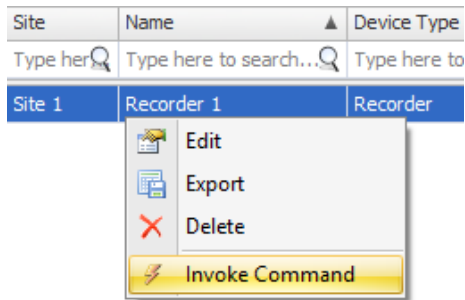 Site Name Device Type
Type her Type here to search... Type here to
Site 1 Recorder 1 Recorder
Edit
Export
Delete
Invoke Command